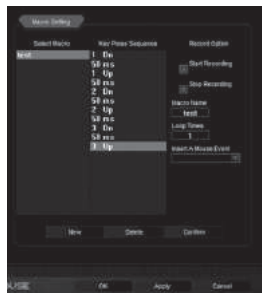 Macro Setting
Select Macro
Key Press Sequence
Record Option
test
1 Dn
50 ms
1 Up
50 ms
2 Dn
50 ms
2 Up
50 ms
3 Dn
50 ms
3 Up
Start Recording
Stop Recording
Macro Name
test
Loop Times
1
Insert A Mouse Event
New
Delete
Confirm
OK
Apply
Cancel